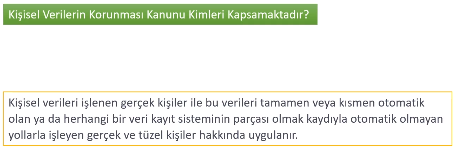 Kişisel Verilerin Korunması Kanunu Kimleri Kapsamaktadır?
Kişisel verileri işlenen gerçek kişiler ile bu verileri tamamen veya kısmen otomatik
olan ya da herhangi bir veri kayıt sisteminin parçası olmak kaydıyla otomatik olmayan
yollarla işleyen gerçek ve tüzel kişiler hakkında uygulanır.